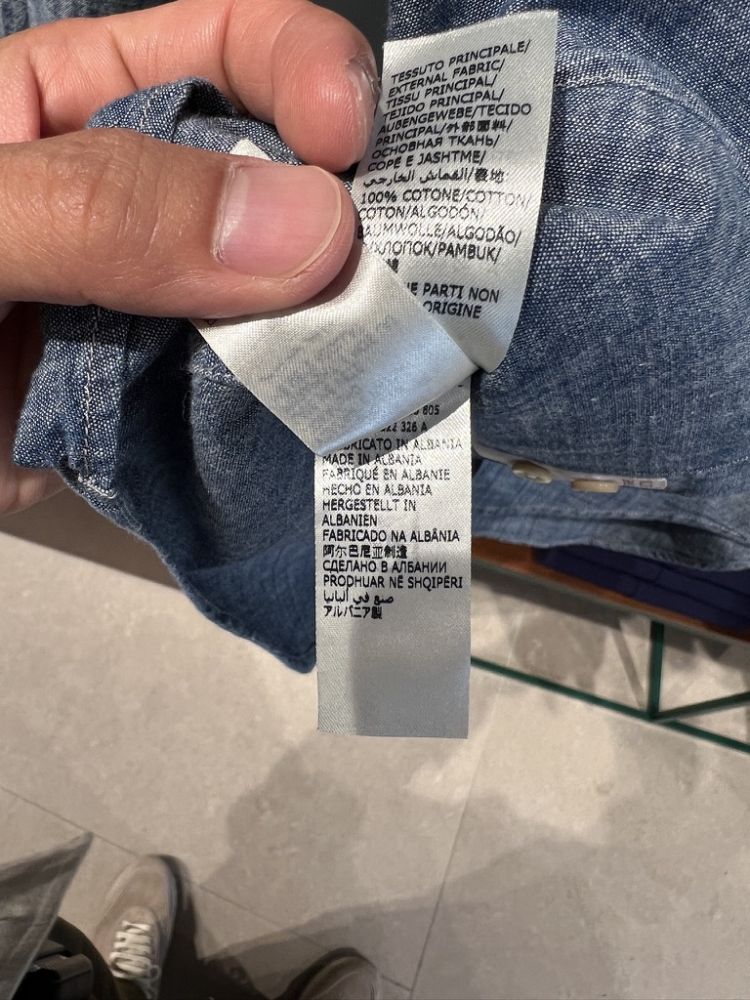 TESSUTO PRINCIPALE/
EXTERNAL FABRIC/
TISSU PRINCIPAL/
TEJIDO PRINCIPAL/
AUßENGEWEBE/TECIDO
PRINCIPAL/外部面料/
ОСНОВНАЯ ТКАНЬ/
COPË E JASHTME/
القماش الخارجي/表地
100% COTONE/COTTON/
COTON/ALGODÓN/
BAUMWOLLE/ALGODÃO/
ХЛОПОК/PAMBUK/
PARTI NON
ORIGINE
805
326 A
MADE IN ALBANIA
FABRIQUÉ EN ALBANIE
HECHO EN ALBANIA
HERGESTELLT IN
ALBANIEN
FABRICADO NA ALBÂNIA
阿尔巴尼亚制造
СДЕЛАНО В АЛБАНИИ
PRODHUAR NË SHQIPËRI
صنع في ألبانيا
アルバニア製